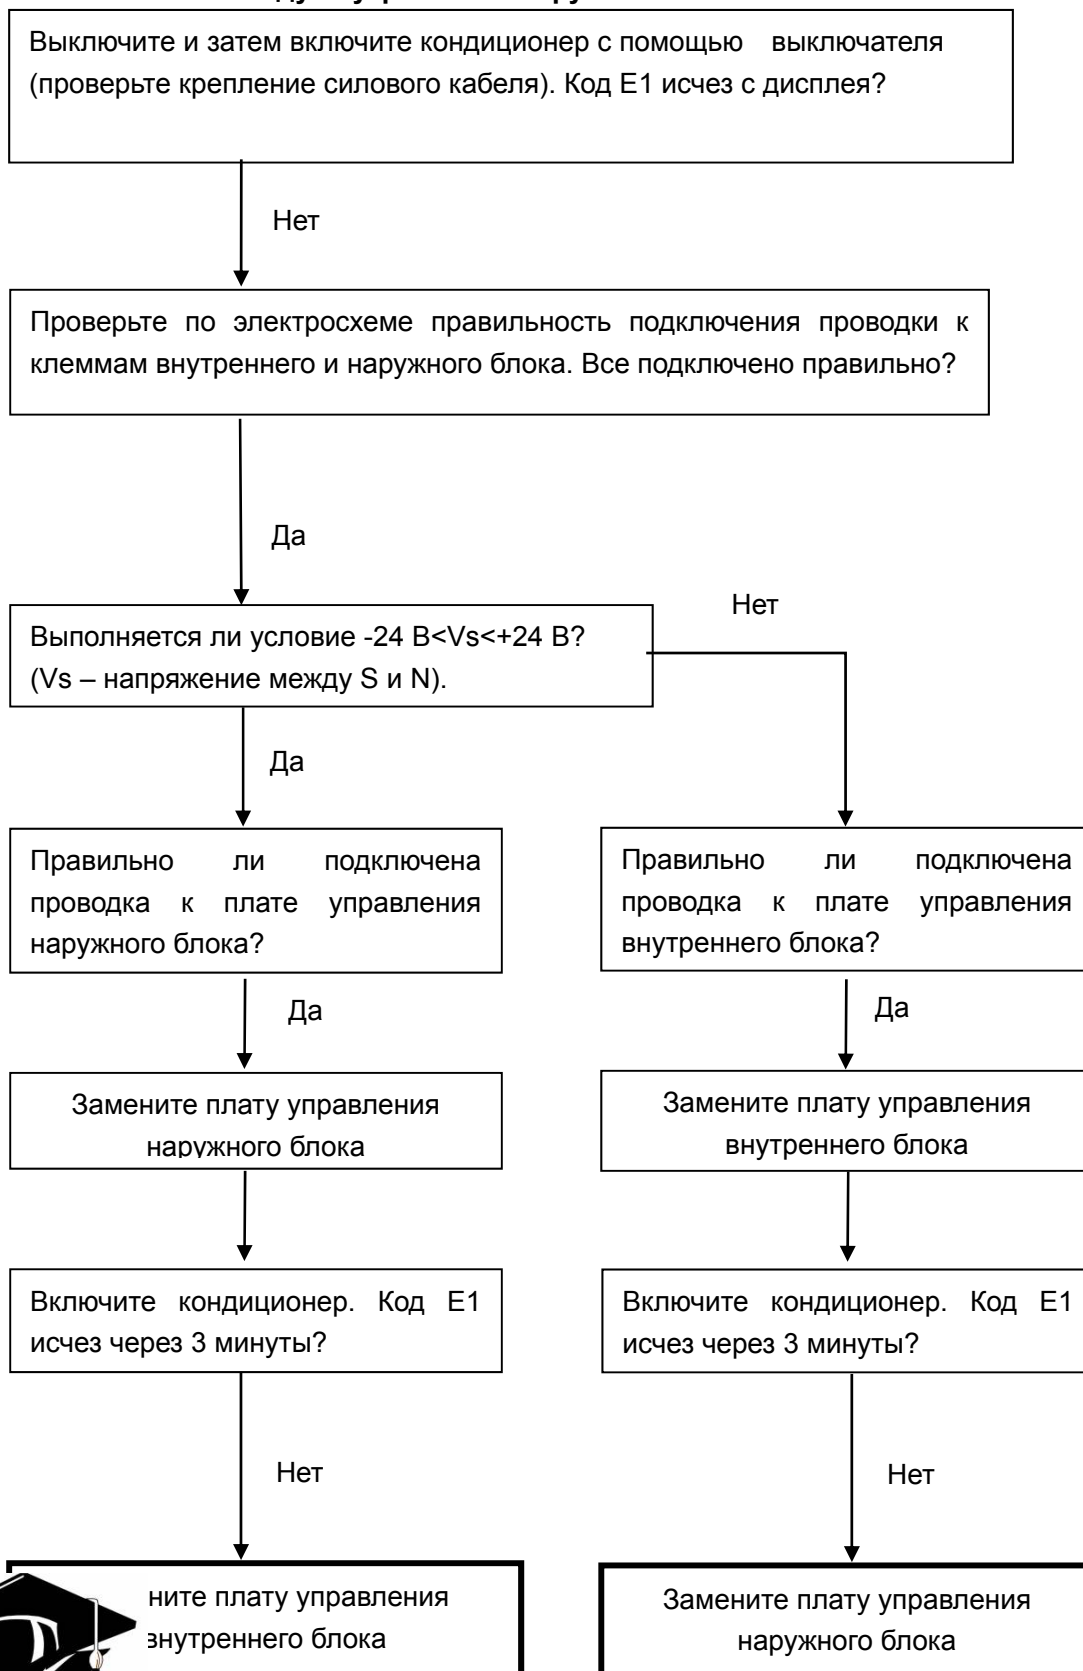 Выключите и затем включите кондиционер с помощью выключателя
(проверьте крепление силового кабеля). Код E1 исчез с дисплея?
Нет
Проверьте по электросхеме правильность подключения проводки к
клеммам внутреннего и наружного блока. Все подключено правильно?
Да
Нет
Выполняется ли условие -24 В<Vs<+24 В?
(Vs – напряжение между S и N).
Да
Правильно ли подключена
проводка к плате управления
наружного блока?
Правильно ли подключена
проводка к плате управления
внутреннего блока?
Да
Да
Замените плату управления
наружного блока
Замените плату управления
внутреннего блока
Включите кондиционер. Код E1
исчез через 3 минуты?
Включите кондиционер. Код E1
исчез через 3 минуты?
Нет
Нет
ните плату управления
внутреннего блока
Замените плату управления
наружного блока